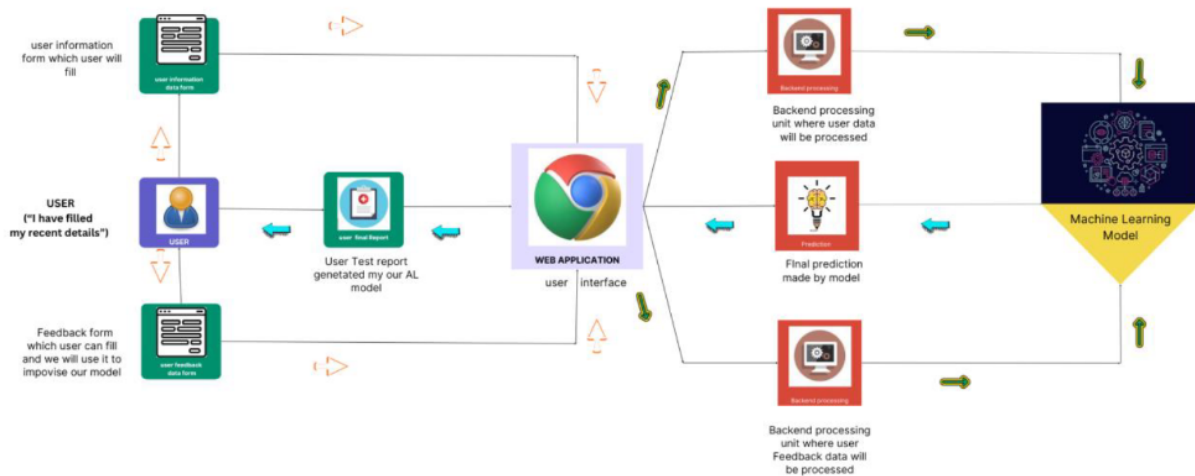 user information
form which user will
fill
user information
data form
USER
("I have filled
my recent details")
USER
user final Report
User Test report
genetated my our AL
model
Feedback form
which user can fill
and we will use it to
impovise our model
user feedback
data form
WEB APPLICATION
user interface
Backend processing
Backend processing
unit where user data
will be processed
Prediction
FInal prediction
made by model
Backend processing
Backend processing
unit where user
Feedback data will
be processed
Machine Learning
Model